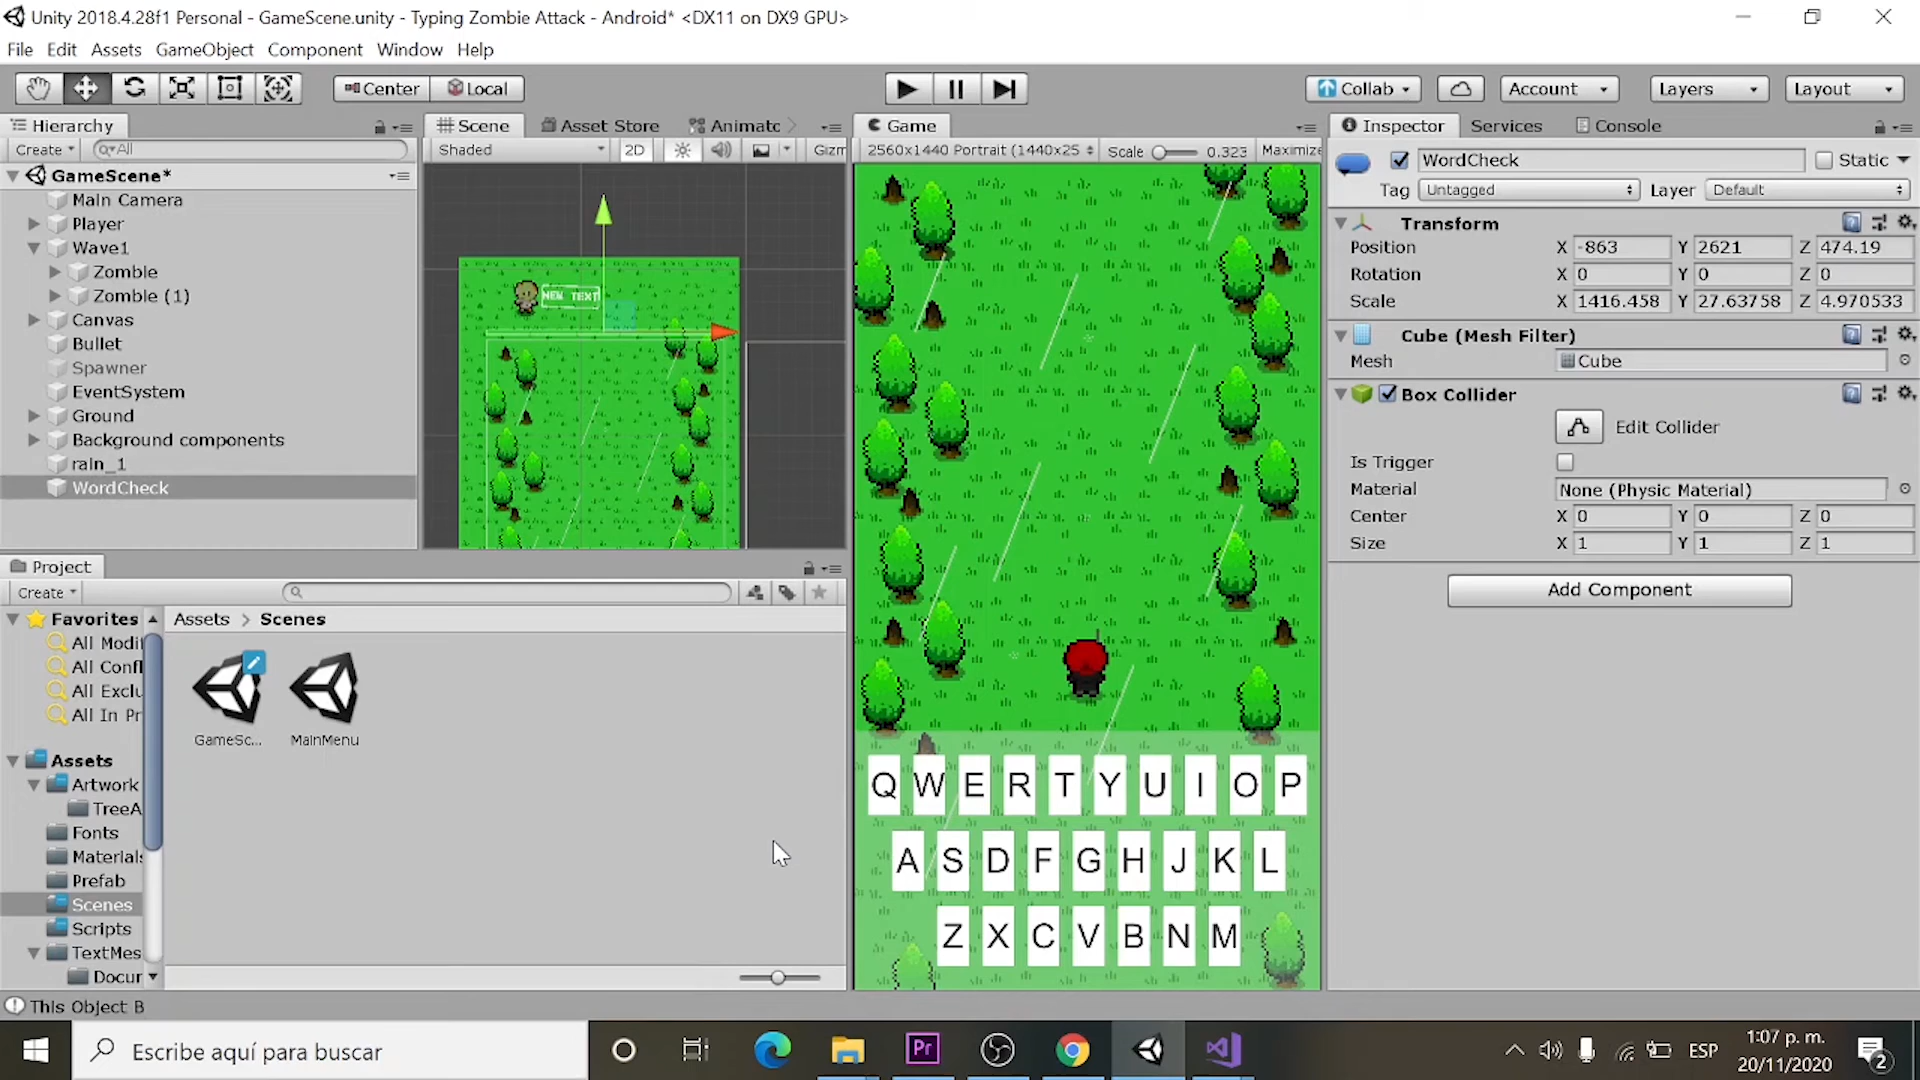 Unity 2018.4.28f1 Personal - GameScene.unity - Typing Zombie Attack - Android* <DX11 on DX9 GPU>
File Edit Assets GameObject Component Window Help
Center Local Collab Account Layers Layout
Hierarchy
Create All
GameScene*
Main Camera
Player
Wave1
Zombie
Zombie (1)
Canvas
Bullet
Spawner
EventSystem
Ground
Background components
rain_1
WordCheck
Scene Asset Store Animatc
Shaded 2D Gizm
NEW TEXT
Game
2560x1440 Portrait (1440x25 Scale 0.323 Maximize
Q W E R T Y U I O P
A S D F G H J K L
Z X C V B N M
Inspector Services Console
WordCheck Static
Tag Untagged Layer Default
Transform
Position X -863 Y 2621 Z 474.19
Rotation X 0 Y 0 Z 0
Scale X 1416.458 Y 27.63758 Z 4.970533
Cube (Mesh Filter)
Mesh Cube
Box Collider
Edit Collider
Is Trigger
Material None (Physic Material)
Center X 0 Y 0 Z 0
Size X 1 Y 1 Z 1
Add Component
Project
Create
Favorites
All Modi
All Confl
All Exclu
All In Pr
Assets
Artwork
TreeA
Fonts
Materials
Prefab
Scenes
Scripts
TextMes
Docur
Assets > Scenes
GameSc...
MainMenu
This Object B
Escribe aquí para buscar
Pr
ESP
1:07 p. m.
20/11/2020
2